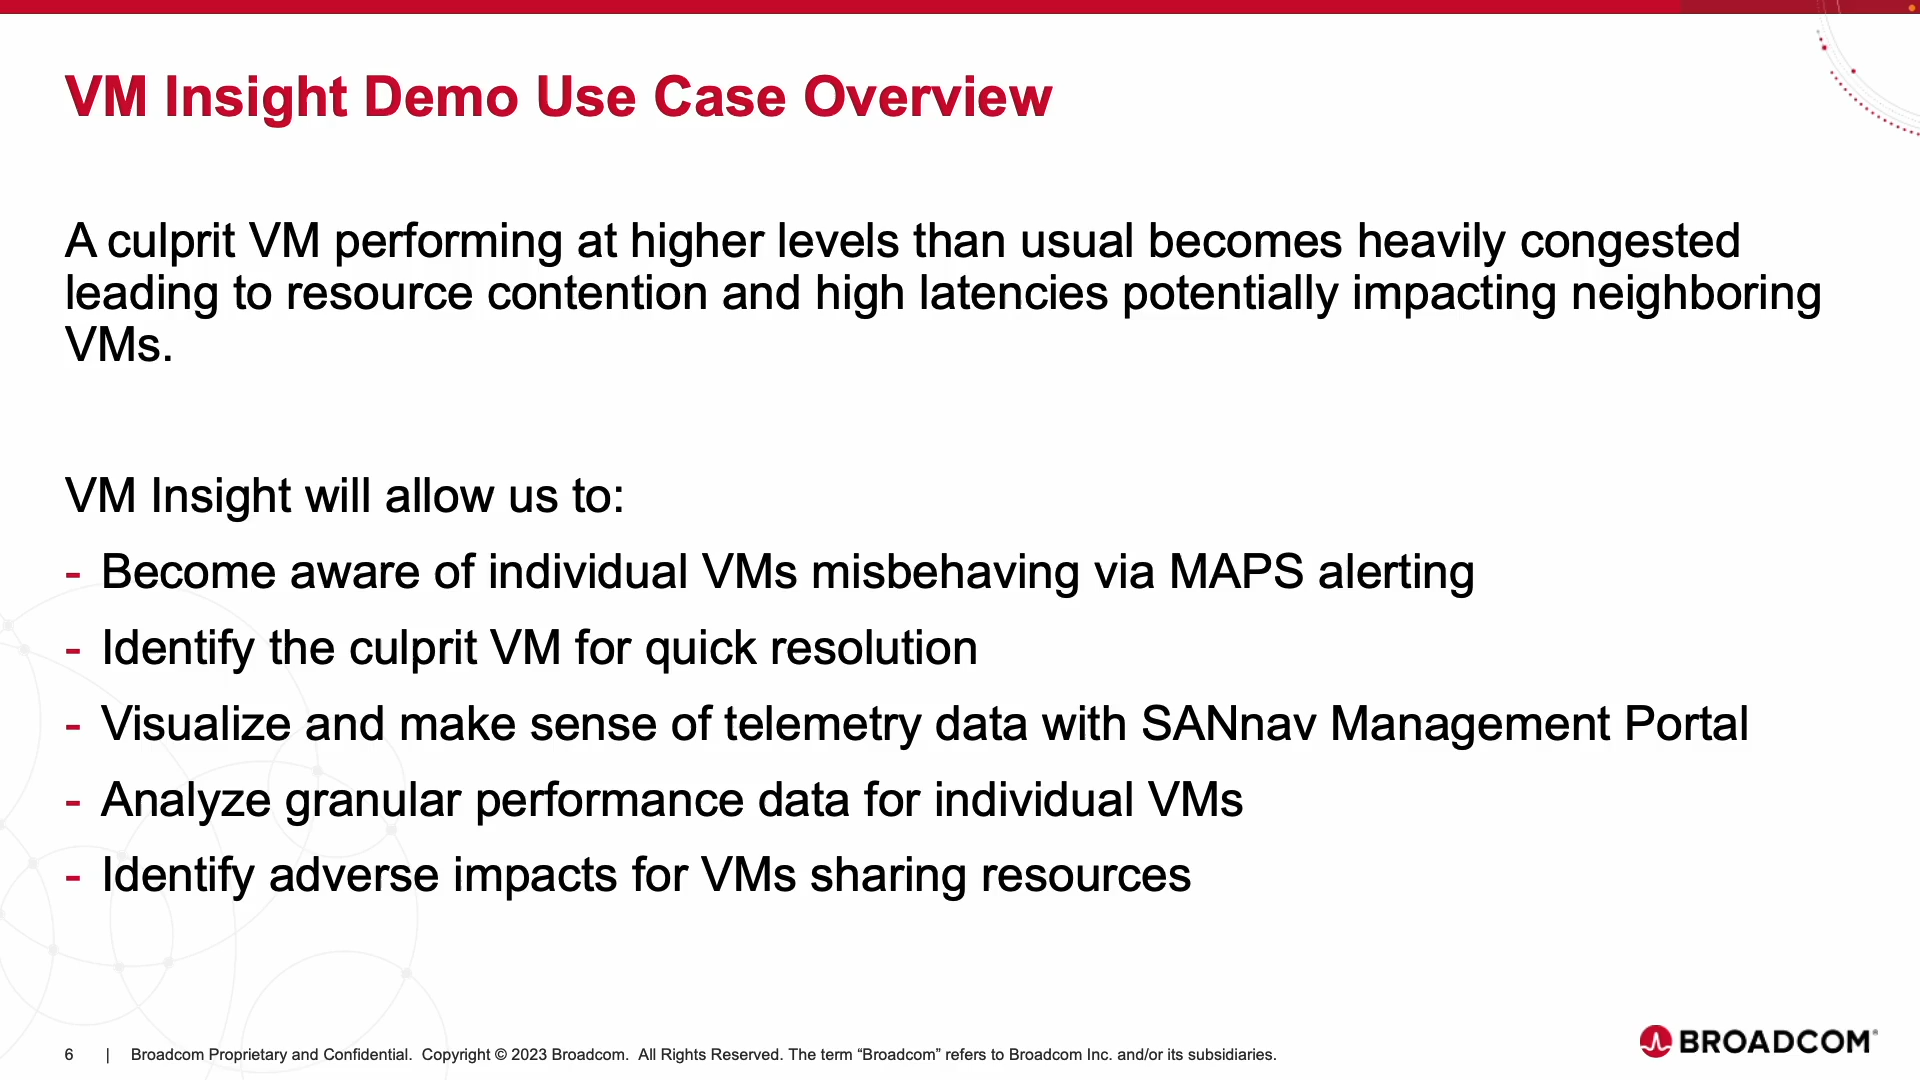 VM Insight Demo Use Case Overview
A culprit VM performing at higher levels than usual becomes heavily congested
leading to resource contention and high latencies potentially impacting neighboring
VMs.
VM Insight will allow us to:
- Become aware of individual VMs misbehaving via MAPS alerting
- Identify the culprit VM for quick resolution
- Visualize and make sense of telemetry data with SANnav Management Portal
- Analyze granular performance data for individual VMs
- Identify adverse impacts for VMs sharing resources
6 | Broadcom Proprietary and Confidential. Copyright © 2023 Broadcom. All Rights Reserved. The term “Broadcom” refers to Broadcom Inc. and/or its subsidiaries.
BROADCOM®